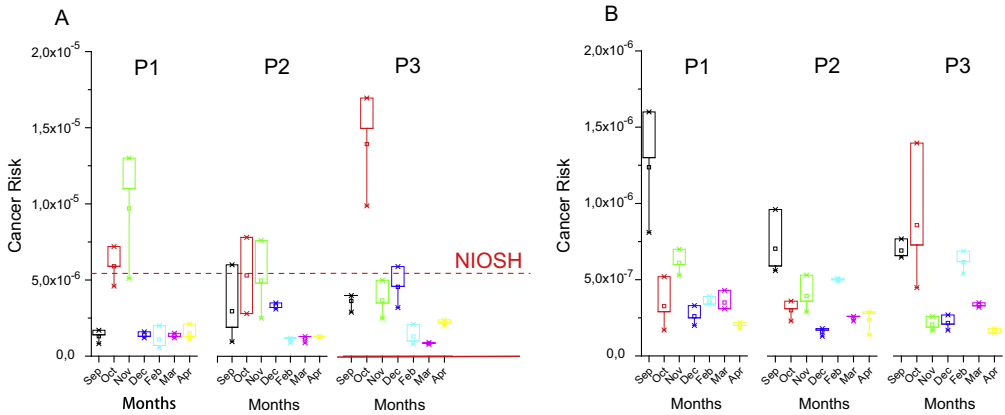 A
Cancer Risk
2,0x10⁻⁵
1,5x10⁻⁵
1,0x10⁻⁵
5,0x10⁻⁶
0,0
P1
P2
P3
NIOSH
Sep Oct Nov Dec Feb Mar Apr
Sep Oct Nov Dec Feb Mar Apr
Sep Oct Nov Dec Feb Mar Apr
Months
Months
Months
B
Cancer Risk
2,0x10⁻⁶
1,5x10⁻⁶
1,0x10⁻⁶
5,0x10⁻⁷
0,0
P1
P2
P3
Sep Oct Nov Dec Feb Mar Apr
Sep Oct Nov Dec Feb Mar Apr
Sep Oct Nov Dec Feb Mar Apr
Months
Months
Months